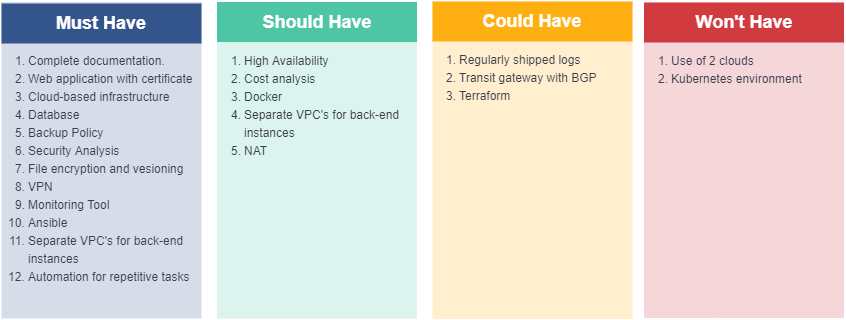 Must Have
1. Complete documentation.
2. Web application with certificate
3. Cloud-based infrastructure
4. Database
5. Backup Policy
6. Security Analysis
7. File encryption and vesioning
8. VPN
9. Monitoring Tool
10. Ansible
11. Separate VPC's for back-end
instances
12. Automation for repetitive tasks
Should Have
1. High Availability
2. Cost analysis
3. Docker
4. Separate VPC's for back-end
instances
5. NAT
Could Have
1. Regularly shipped logs
2. Transit gateway with BGP
3. Terraform
Won't Have
1. Use of 2 clouds
2. Kubernetes environment